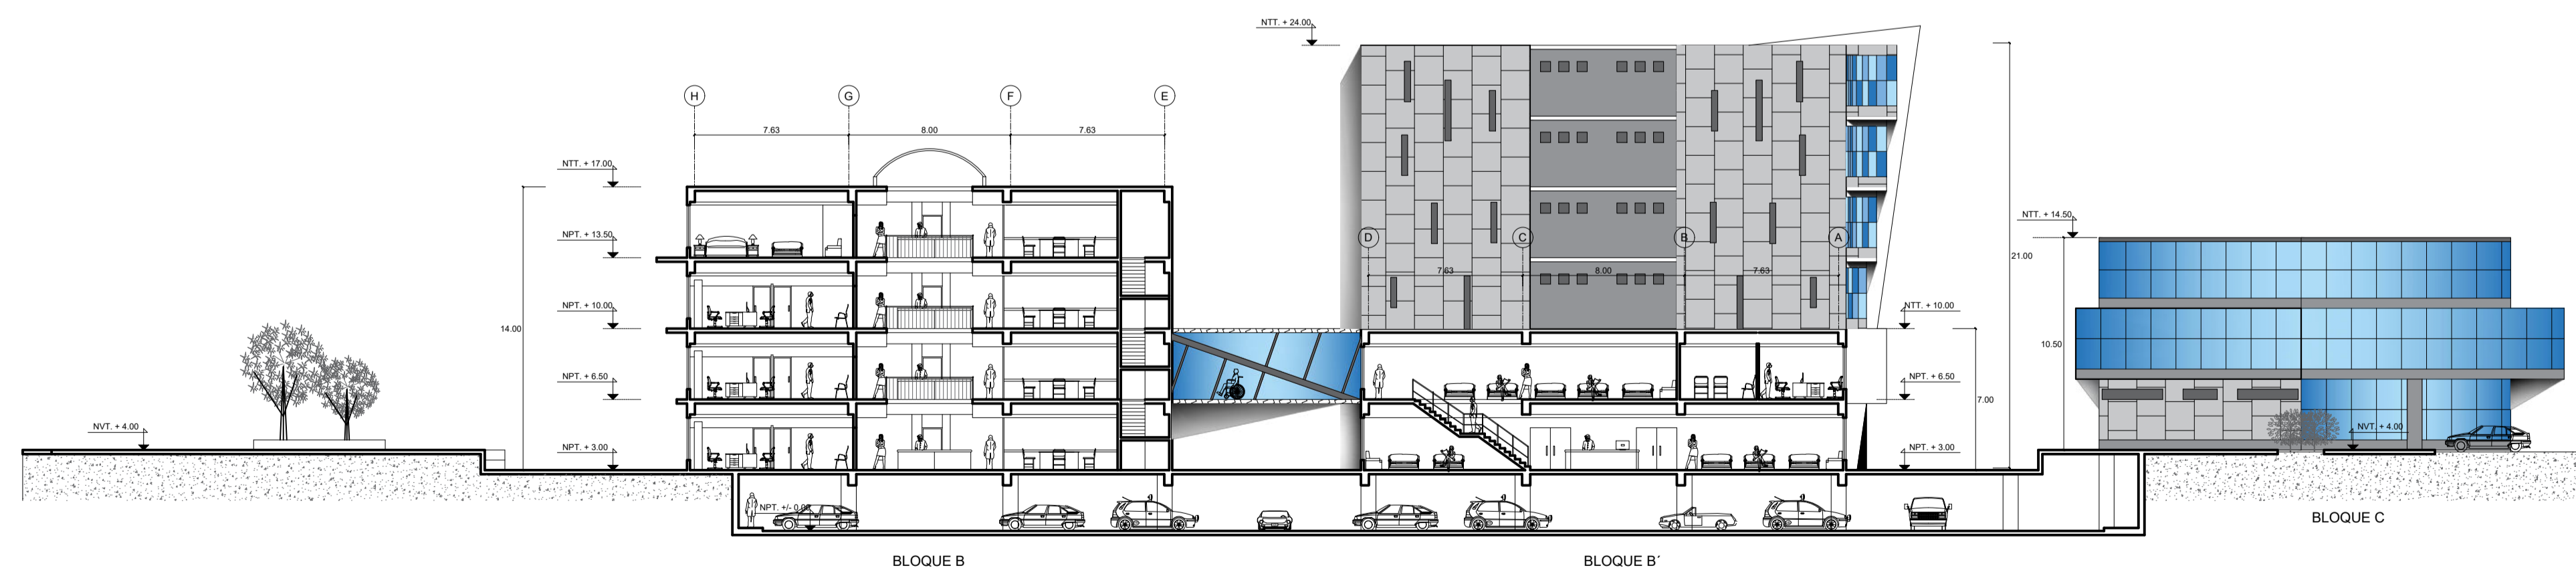 NTT. + 24.00
H
G
F
E
7.63
8.00
7.63
NTT. + 17.00
NPT. + 13.50
NPT. + 10.00
NPT. + 6.50
NPT. + 3.00
14.00
NVT. + 4.00
NPT. +/- 0.00
BLOQUE B
D
C
B
A
7.63
8.00
7.63
NTT. + 10.00
NPT. + 6.50
NPT. + 3.00
7.00
21.00
BLOQUE B´
NTT. + 14.50
10.50
NVT. + 4.00
BLOQUE C